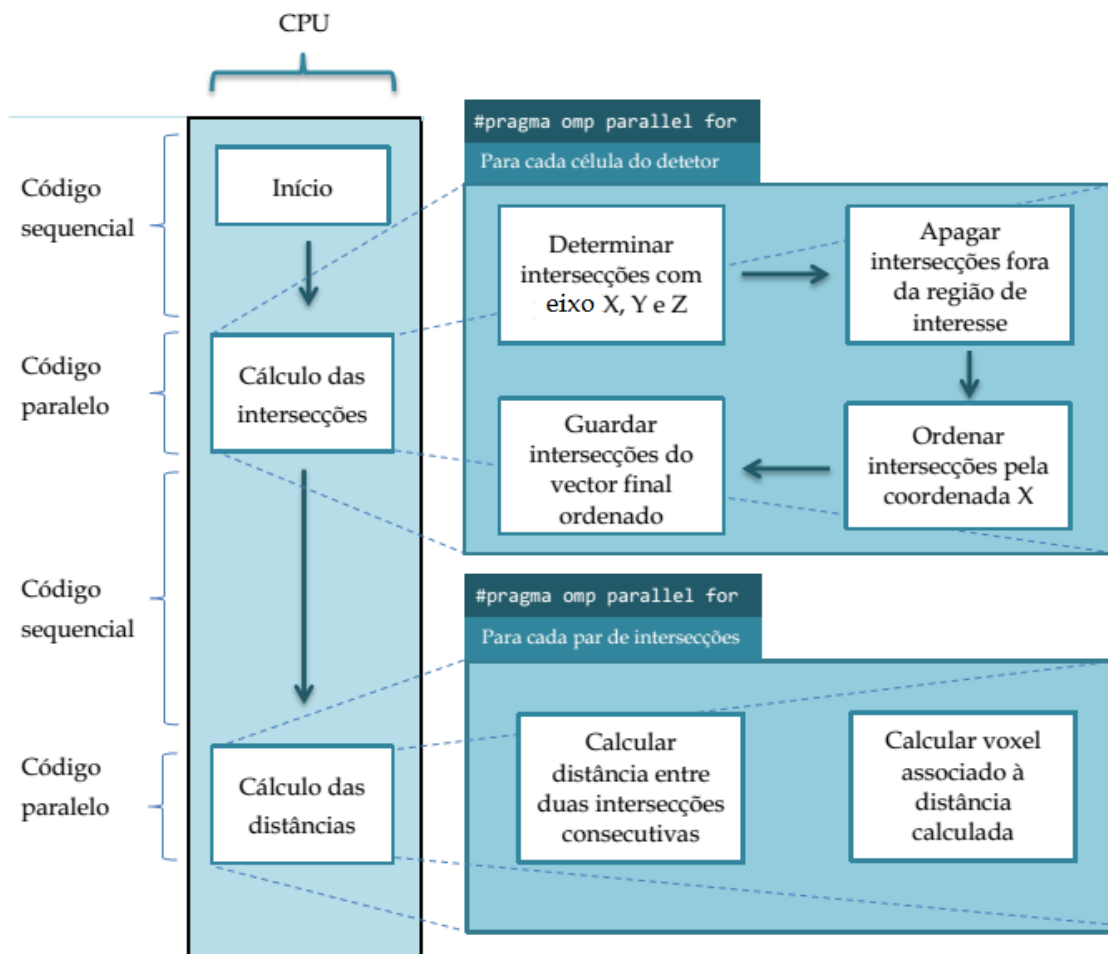 CPU
Código
sequencial
Início
Código
paralelo
Cálculo das
intersecções
Código
sequencial
Código
paralelo
Cálculo das
distâncias
#pragma omp parallel for
Para cada célula do detetor
Determinar
intersecções com
eixo X, Y e Z
Apagar
intersecções fora
da região de
interesse
Ordenar
intersecções pela
coordenada X
Guardar
intersecções do
vector final
ordenado
#pragma omp parallel for
Para cada par de intersecções
Calcular
distância entre
duas intersecções
consecutivas
Calcular voxel
associado à
distância
calculada